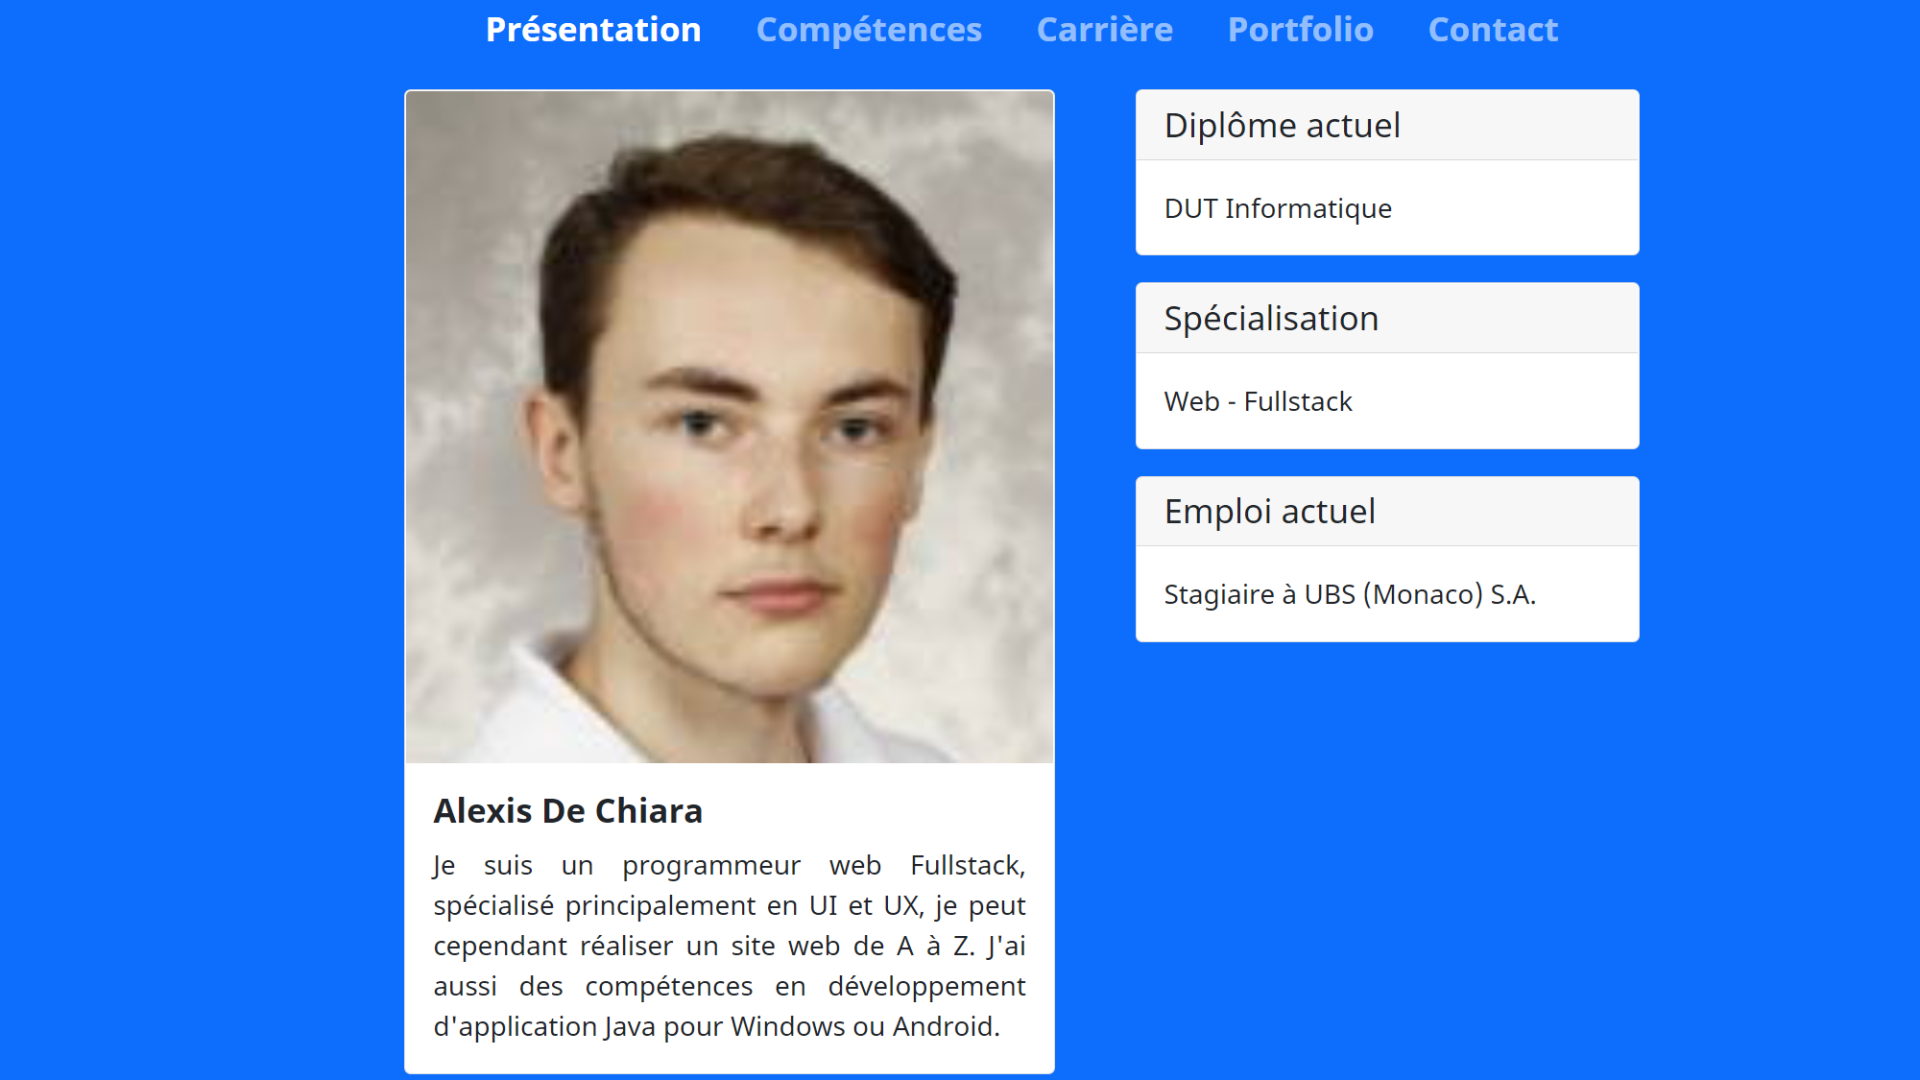 Présentation Compétences Carrière Portfolio Contact
Alexis De Chiara
Je suis un programmeur web Fullstack,
spécialisé principalement en UI et UX, je peut
cependant réaliser un site web de A à Z. J'ai
aussi des compétences en développement
d'application Java pour Windows ou Android.
Diplôme actuel
DUT Informatique
Spécialisation
Web - Fullstack
Emploi actuel
Stagiaire à UBS (Monaco) S.A.